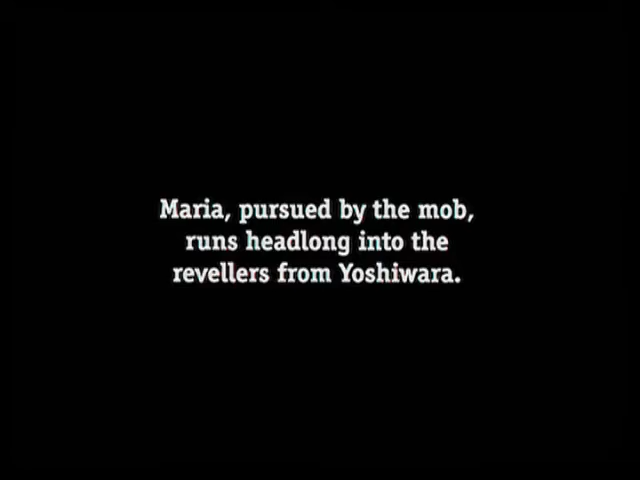 Maria, pursued by the mob,
runs headlong into the
revellers from Yoshiwara.